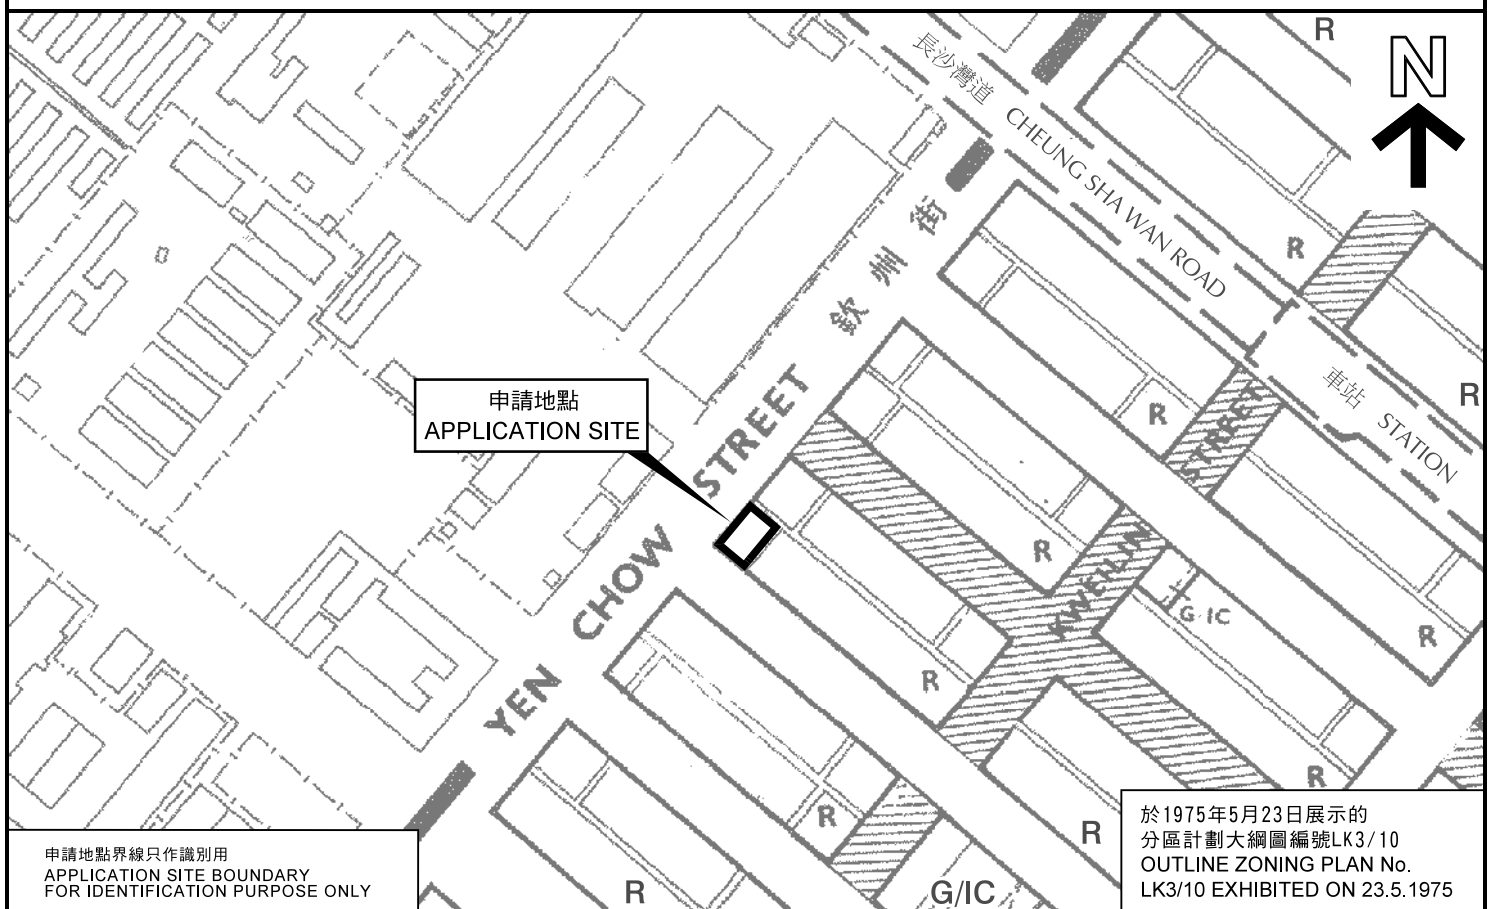 R
N
長沙灣道 CHEUNG SHA WAN ROAD
R
欽州街
車站 STATION
R
R
申請地點
APPLICATION SITE
YEN CHOW STREET
KWEILIN STREET
R
G IC
R
R
R
R
R
R
G/IC
申請地點界線只作識別用
APPLICATION SITE BOUNDARY
FOR IDENTIFICATION PURPOSE ONLY
於1975年5月23日展示的
分區計劃大綱圖編號LK3/10
OUTLINE ZONING PLAN No.
LK3/10 EXHIBITED ON 23.5.1975